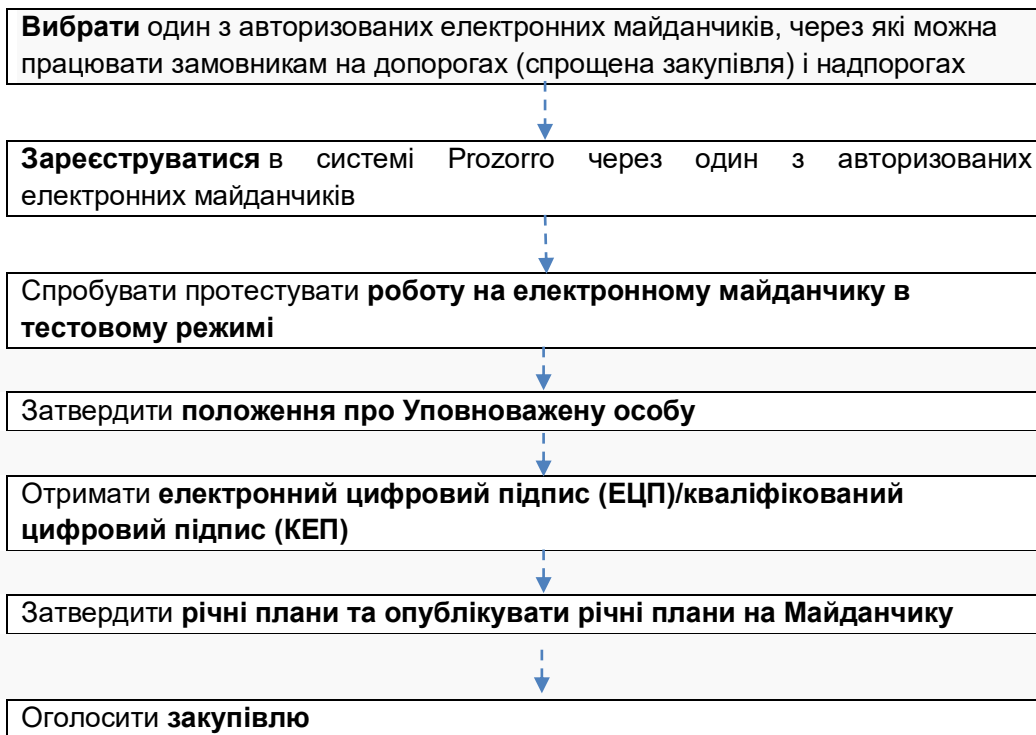 Вибрати один з авторизованих електронних майданчиків, через які можна
працювати замовникам на допорогах (спрощена закупівля) і надпорогах
Зареєструватися в системі Prozorro через один з авторизованих
електронних майданчиків
Спробувати протестувати роботу на електронному майданчику в
тестовому режимі
Затвердити положення про Уповноважену особу
Отримати електронний цифровий підпис (ЕЦП)/кваліфікований
цифровий підпис (КЕП)
Затвердити річні плани та опублікувати річні плани на Майданчику
Оголосити закупівлю